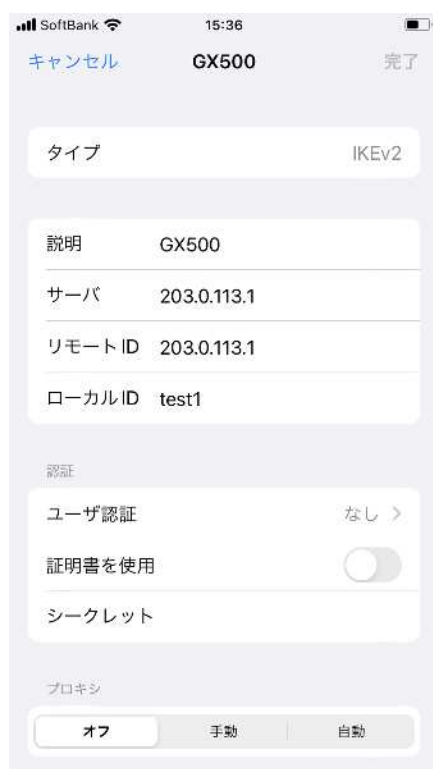 SoftBank 15:36
キャンセル GX500 完了
タイプ IKEv2
説明 GX500
サーバ 203.0.113.1
リモートID 203.0.113.1
ローカルID test1
認証
ユーザ認証 なし
証明書を使用
シークレット
プロキシ
オフ 手動 自動